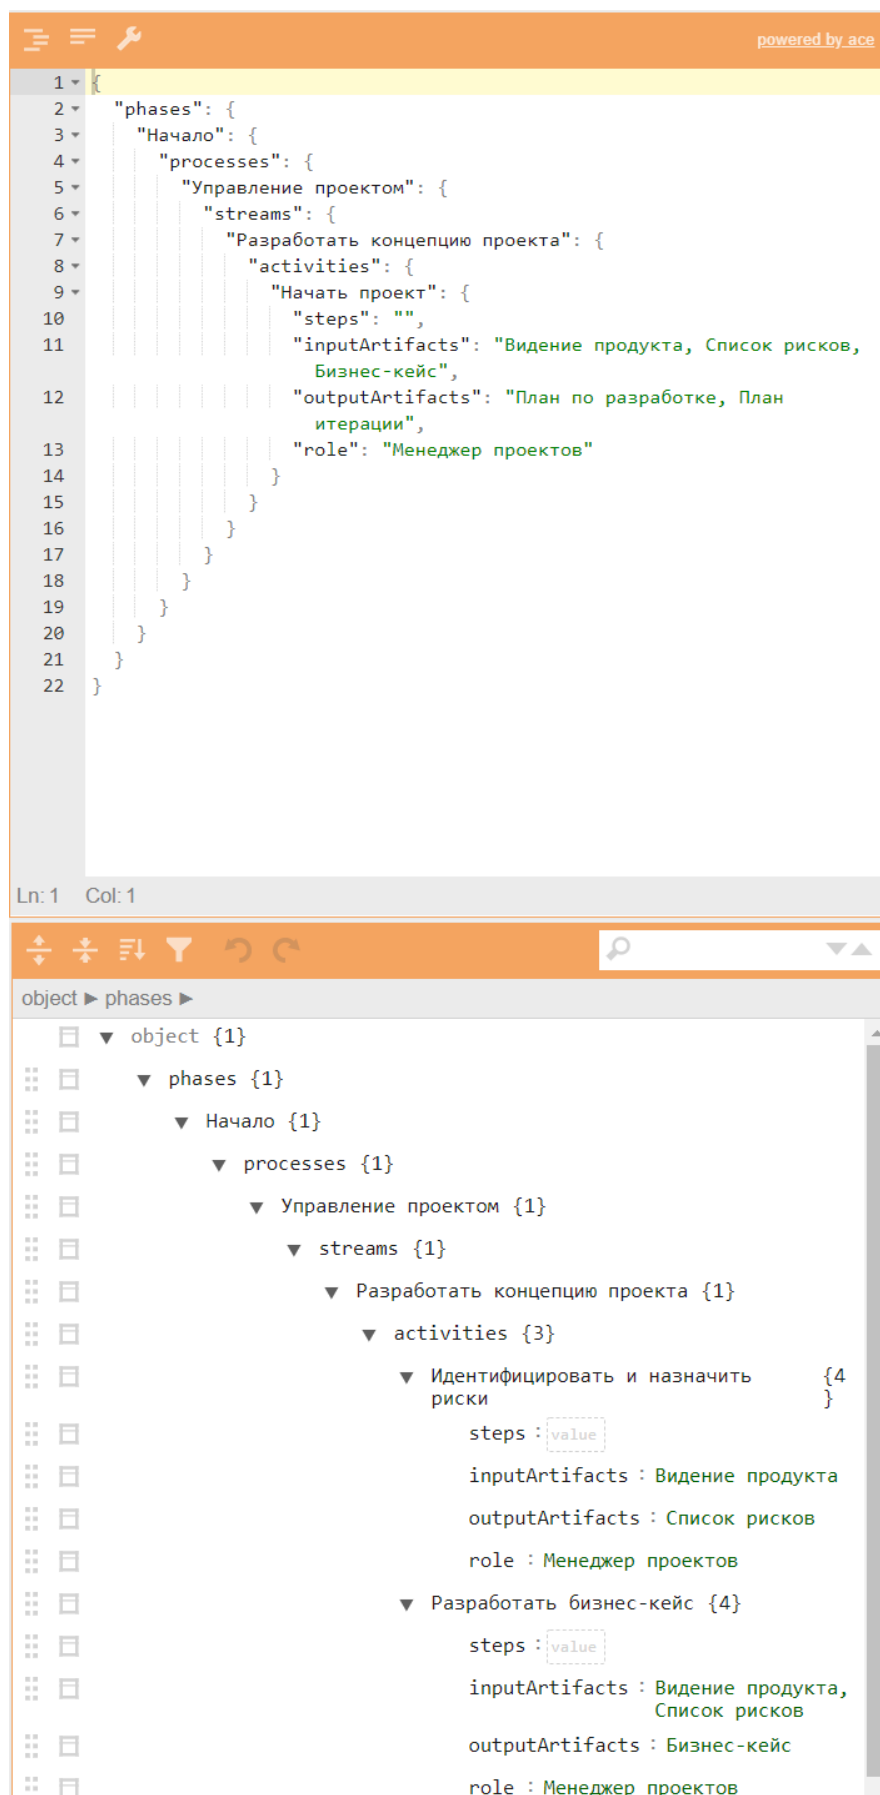 powered by ace
1 {
2 "phases": {
3 "Начало": {
4 "processes": {
5 "Управление проектом": {
6 "streams": {
7 "Разработать концепцию проекта": {
8 "activities": {
9 "Начать проект": {
10 "steps": "",
11 "inputArtifacts": "Видение продукта, Список рисков,
Бизнес-кейс",
12 "outputArtifacts": "План по разработке, План
итерации",
13 "role": "Менеджер проектов"
14 }
15 }
16 }
17 }
18 }
19 }
20 }
21 }
22 }
Ln: 1 Col: 1
object ► phases ►
▼ object {1}
▼ phases {1}
▼ Начало {1}
▼ processes {1}
▼ Управление проектом {1}
▼ streams {1}
▼ Разработать концепцию проекта {1}
▼ activities {3}
▼ Идентифицировать и назначить {4
риски }
steps : value
inputArtifacts : Видение продукта
outputArtifacts : Список рисков
role : Менеджер проектов
▼ Разработать бизнес-кейс {4}
steps : value
inputArtifacts : Видение продукта,
Список рисков
outputArtifacts : Бизнес-кейс
role : Менеджер проектов